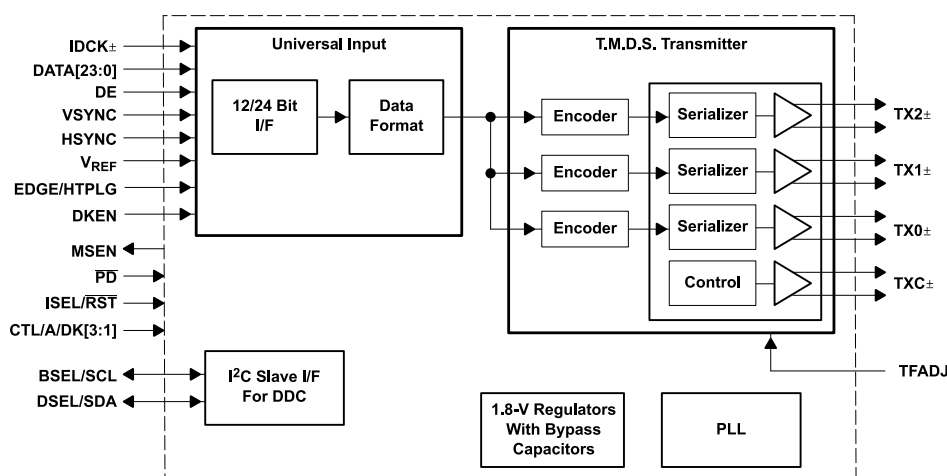 Universal Input
T.M.D.S. Transmitter
IDCK±
DATA[23:0]
DE
VSYNC
HSYNC
VREF
EDGE/HTPLG
DKEN
MSEN
PD
ISEL/RST
CTL/A/DK[3:1]
BSEL/SCL
DSEL/SDA
12/24 Bit
I/F
Data
Format
Encoder
Serializer
Encoder
Serializer
Encoder
Serializer
Control
TX2±
TX1±
TX0±
TXC±
TFADJ
I²C Slave I/F
For DDC
1.8-V Regulators
With Bypass
Capacitors
PLL